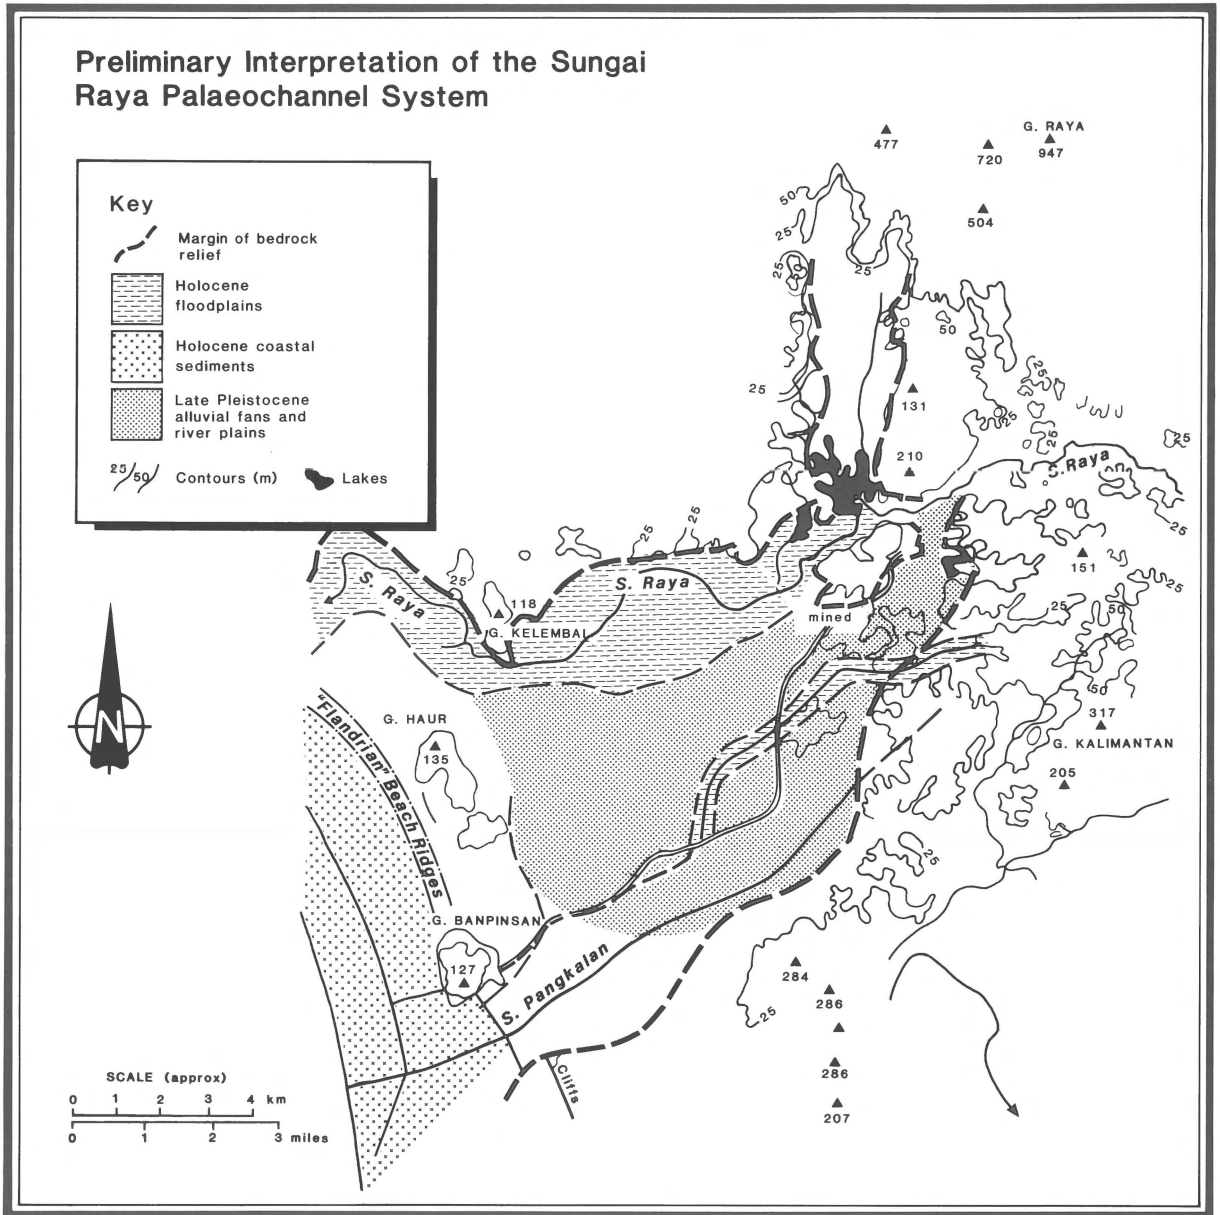 Preliminary Interpretation of the Sungai
Raya Palaeochannel System
Key
Margin of bedrock
relief
Holocene
floodplains
Holocene coastal
sediments
Late Pleistocene
alluvial fans and
river plains
25 50 Contours (m)
Lakes
477
720
G. RAYA
947
504
50
25
25
25
50
25
25
131
25
25
25
25
210
S.Raya
25
25
25
151
25
25
50
S. Raya
25
118
G. KELEMBAL
S. Raya
mined
50
317
G. KALIMANTAN
205
N
G. HAUR
135
"Flandrian" Beach Ridges
25
G. BANPINSAN
127
S. Pangkalan
284
286
25
286
207
Cliffs
SCALE (approx)
0 1 2 3 4 km
0 1 2 3 miles